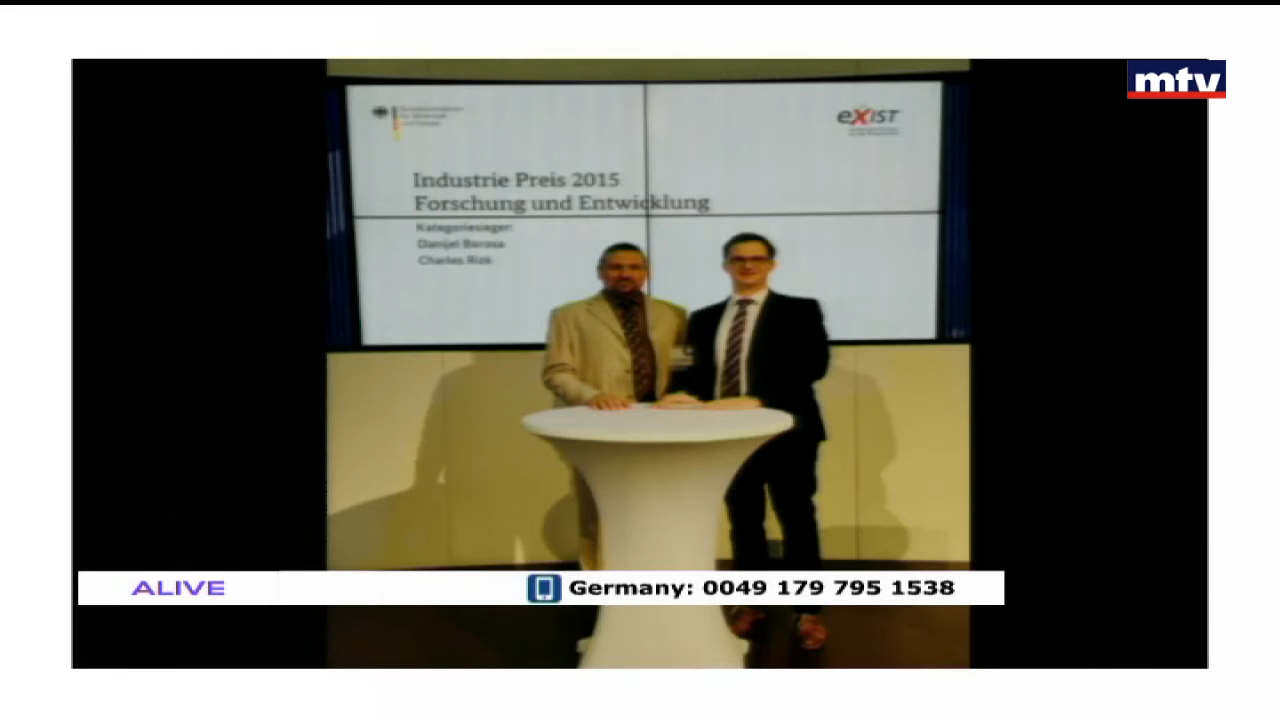 mtv
eXIST
Industrie Preis 2015
Forschung und Entwicklung
Kategoriesieger:
Danijel Borosa
Charles Rizk
ALIVE
Germany: 0049 179 795 1538